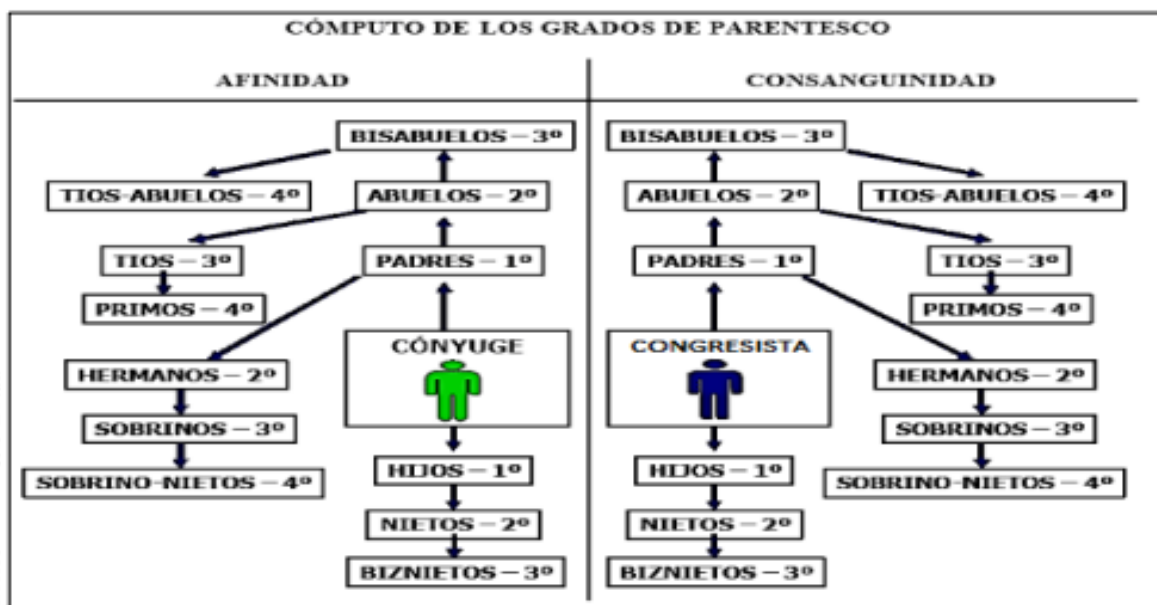 CÓMPUTO DE LOS GRADOS DE PARENTESCO
AFINIDAD
CONSANGUINIDAD
BISABUELOS – 3º
TIOS-ABUELOS – 4º
ABUELOS – 2º
TIOS – 3º
PADRES – 1º
PRIMOS – 4º
CÓNYUGE
HERMANOS – 2º
SOBRINOS – 3º
SOBRINO-NIETOS – 4º
HIJOS – 1º
NIETOS – 2º
BIZNIETOS – 3º
BISABUELOS – 3º
ABUELOS – 2º
TIOS-ABUELOS – 4º
PADRES – 1º
TIOS – 3º
PRIMOS – 4º
CONGRESISTA
HERMANOS – 2º
SOBRINOS – 3º
SOBRINO-NIETOS – 4º
HIJOS – 1º
NIETOS – 2º
BIZNIETOS – 3º